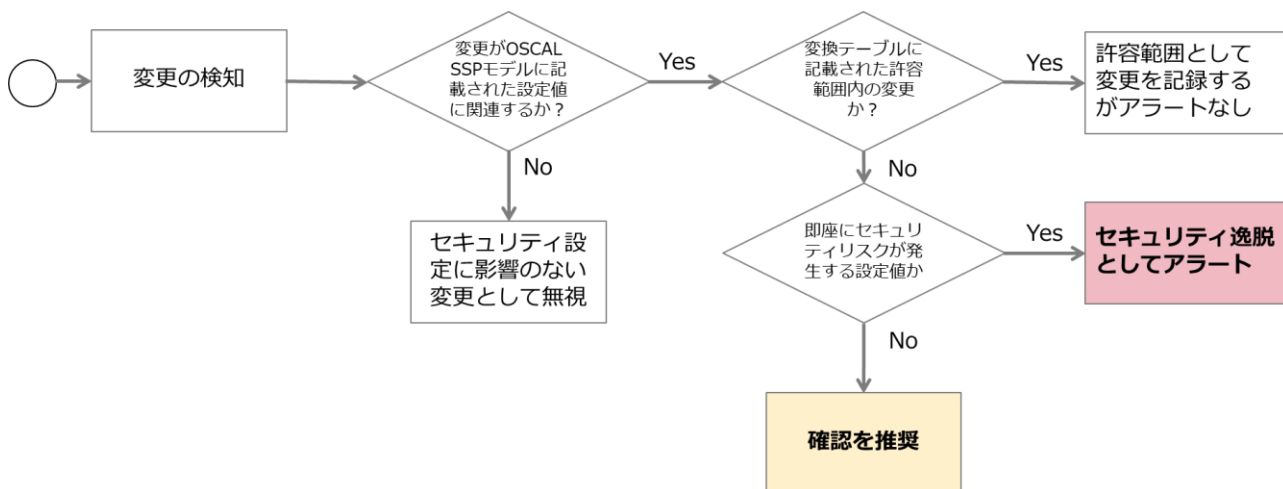 変更の検知
変更がOSCAL
SSPモデルに記
載された設定値
に関連するか？
Yes
変換テーブルに
記載された許容
範囲内の変更
か？
Yes
許容範囲として
変更を記録する
がアラートなし
No
セキュリティ設
定に影響のない
変更として無視
No
即座にセキュリ
ティリスクが発
生する設定値か
Yes
セキュリティ逸脱
としてアラート
No
確認を推奨